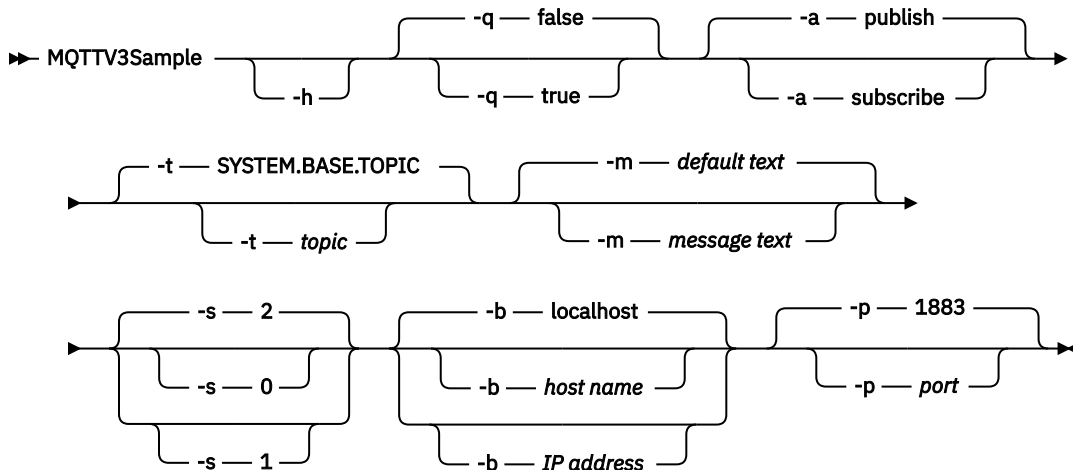 -q — false
-a — publish
MQTTV3Sample
-h
-q — true
-a — subscribe
-t — SYSTEM.BASE.TOPIC
-m — default text
-t — topic
-m — message text
-s — 2
-b — localhost
-p — 1883
-s — 0
-b — host name
-p — port
-s — 1
-b — IP address